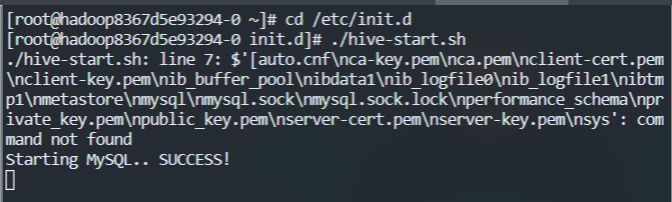 [root@hadoop8367d5e93294-0 ~]# cd /etc/init.d
[root@hadoop8367d5e93294-0 init.d]# ./hive-start.sh
./hive-start.sh: line 7: $'[auto.cnf\nca-key.pem\nca.pem\nclient-cert.pem
\nclient-key.pem\nib_buffer_pool\nibdata1\nib_logfile0\nib_logfile1\nibtm
p1\nmetastore\nmysql\nmysql.sock\nmysql.sock.lock\nperformance_schema\npr
ivate_key.pem\npublic_key.pem\nserver-cert.pem\nserver-key.pem\nsys': com
mand not found
Starting MySQL.. SUCCESS!